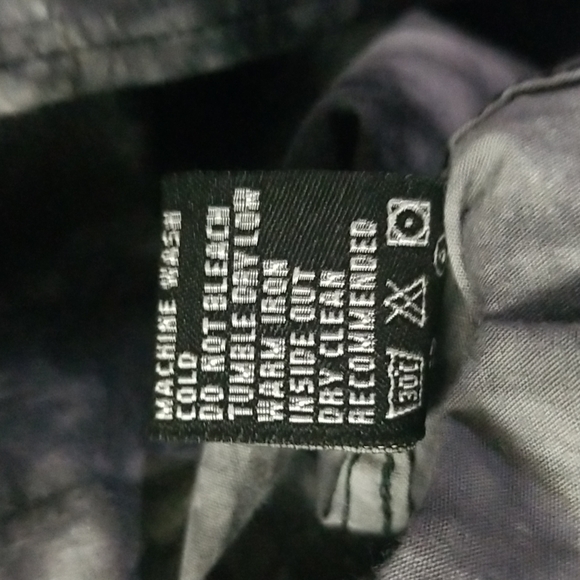 MACHINE WASH
COLD
DO NOT BLEACH
TUMBLE DRY LOW
WARM IRON
INSIDE OUT
DRY CLEAN
RECOMMENDED